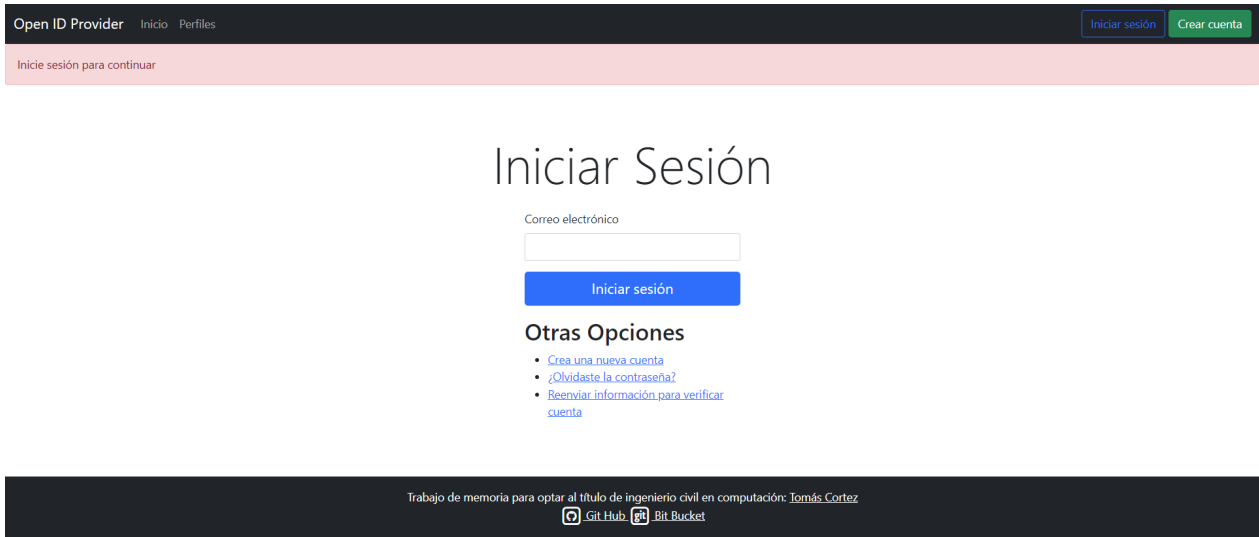 Open ID Provider Inicio Perfiles Iniciar sesión Crear cuenta
Inicie sesión para continuar
Iniciar Sesión
Correo electrónico
Iniciar sesión
Otras Opciones
Crea una nueva cuenta
¿Olvidaste la contraseña?
Reenviar información para verificar
cuenta
Trabajo de memoria para optar al título de ingenierio civil en computación: Tomás Cortez
Git Hub git Bit Bucket